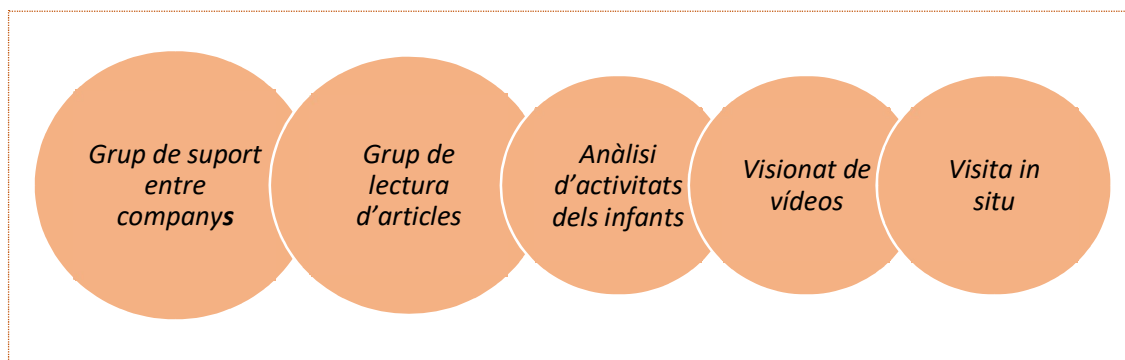 Grup de suport
entre
companys
Grup de
lectura
d'articles
Anàlisi
d'activitats
dels infants
Visionat de
vídeos
Visita in
situ